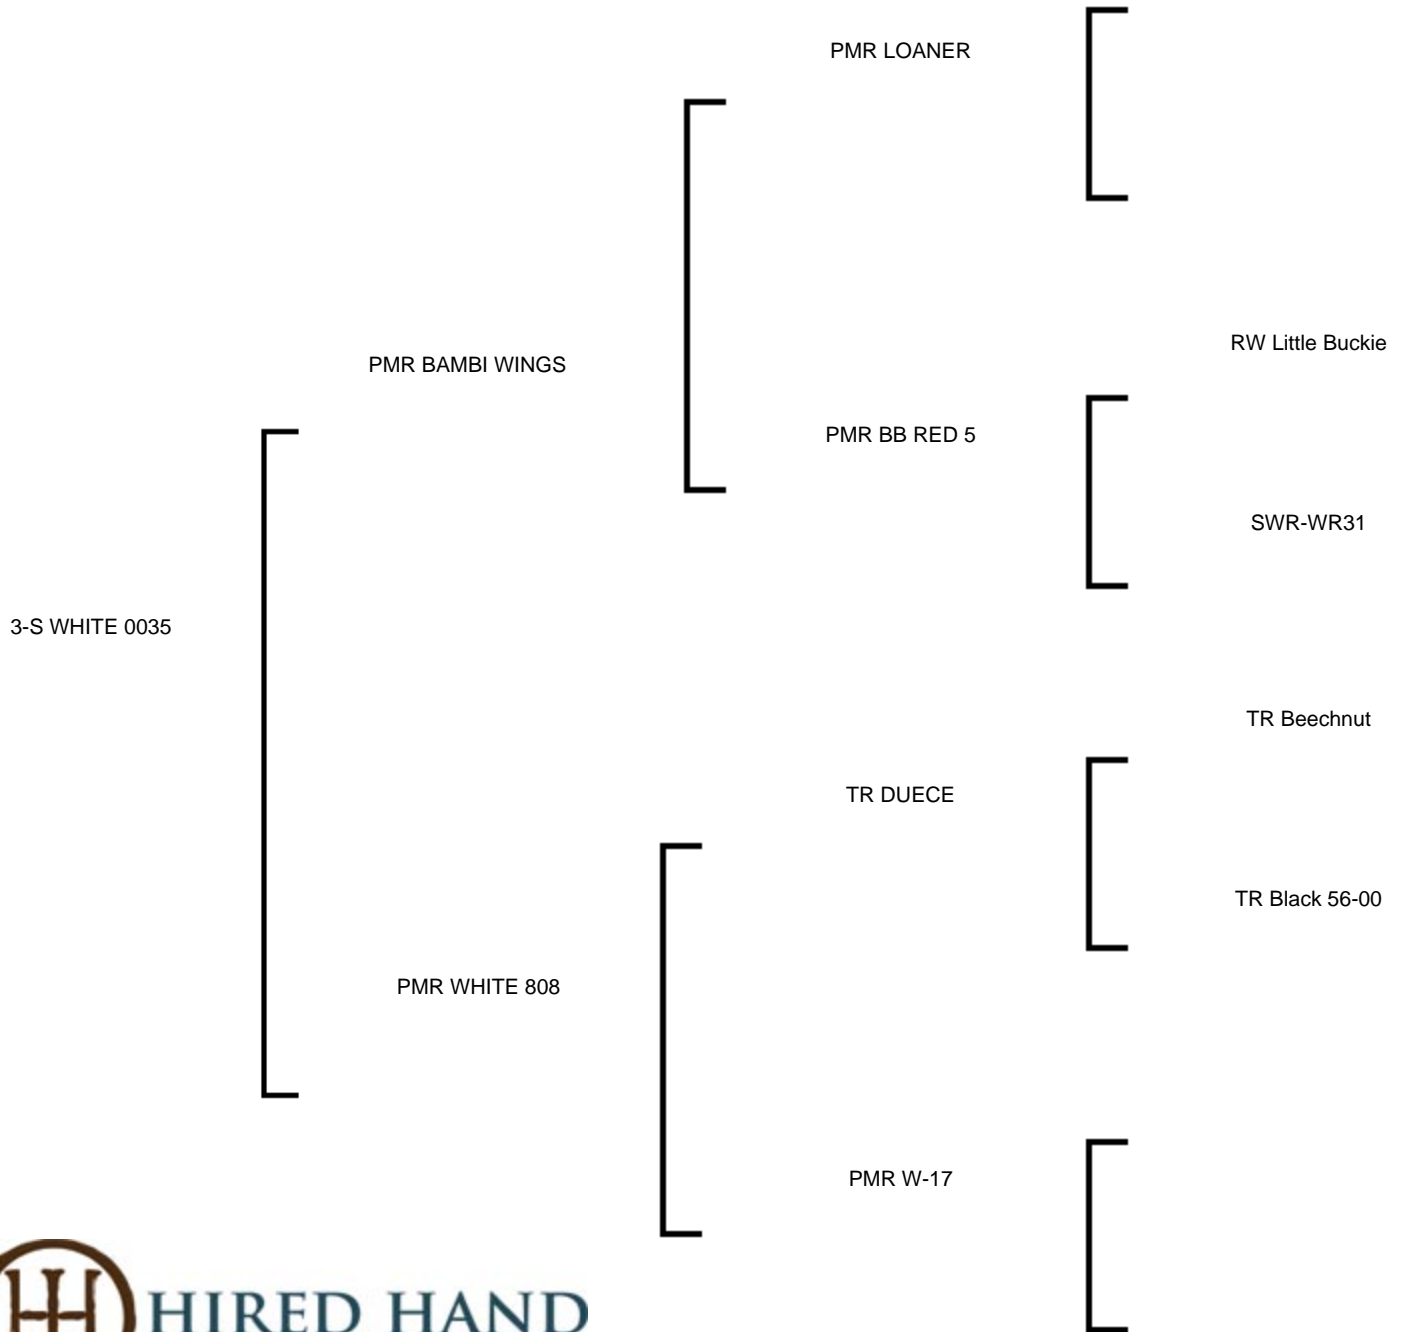 PMR LOANER
RW Little Buckie
PMR BAMBI WINGS
PMR BB RED 5
SWR-WR31
3-S WHITE 0035
TR Beechnut
TR DUECE
TR Black 56-00
PMR WHITE 808
PMR W-17
HIRED HAND